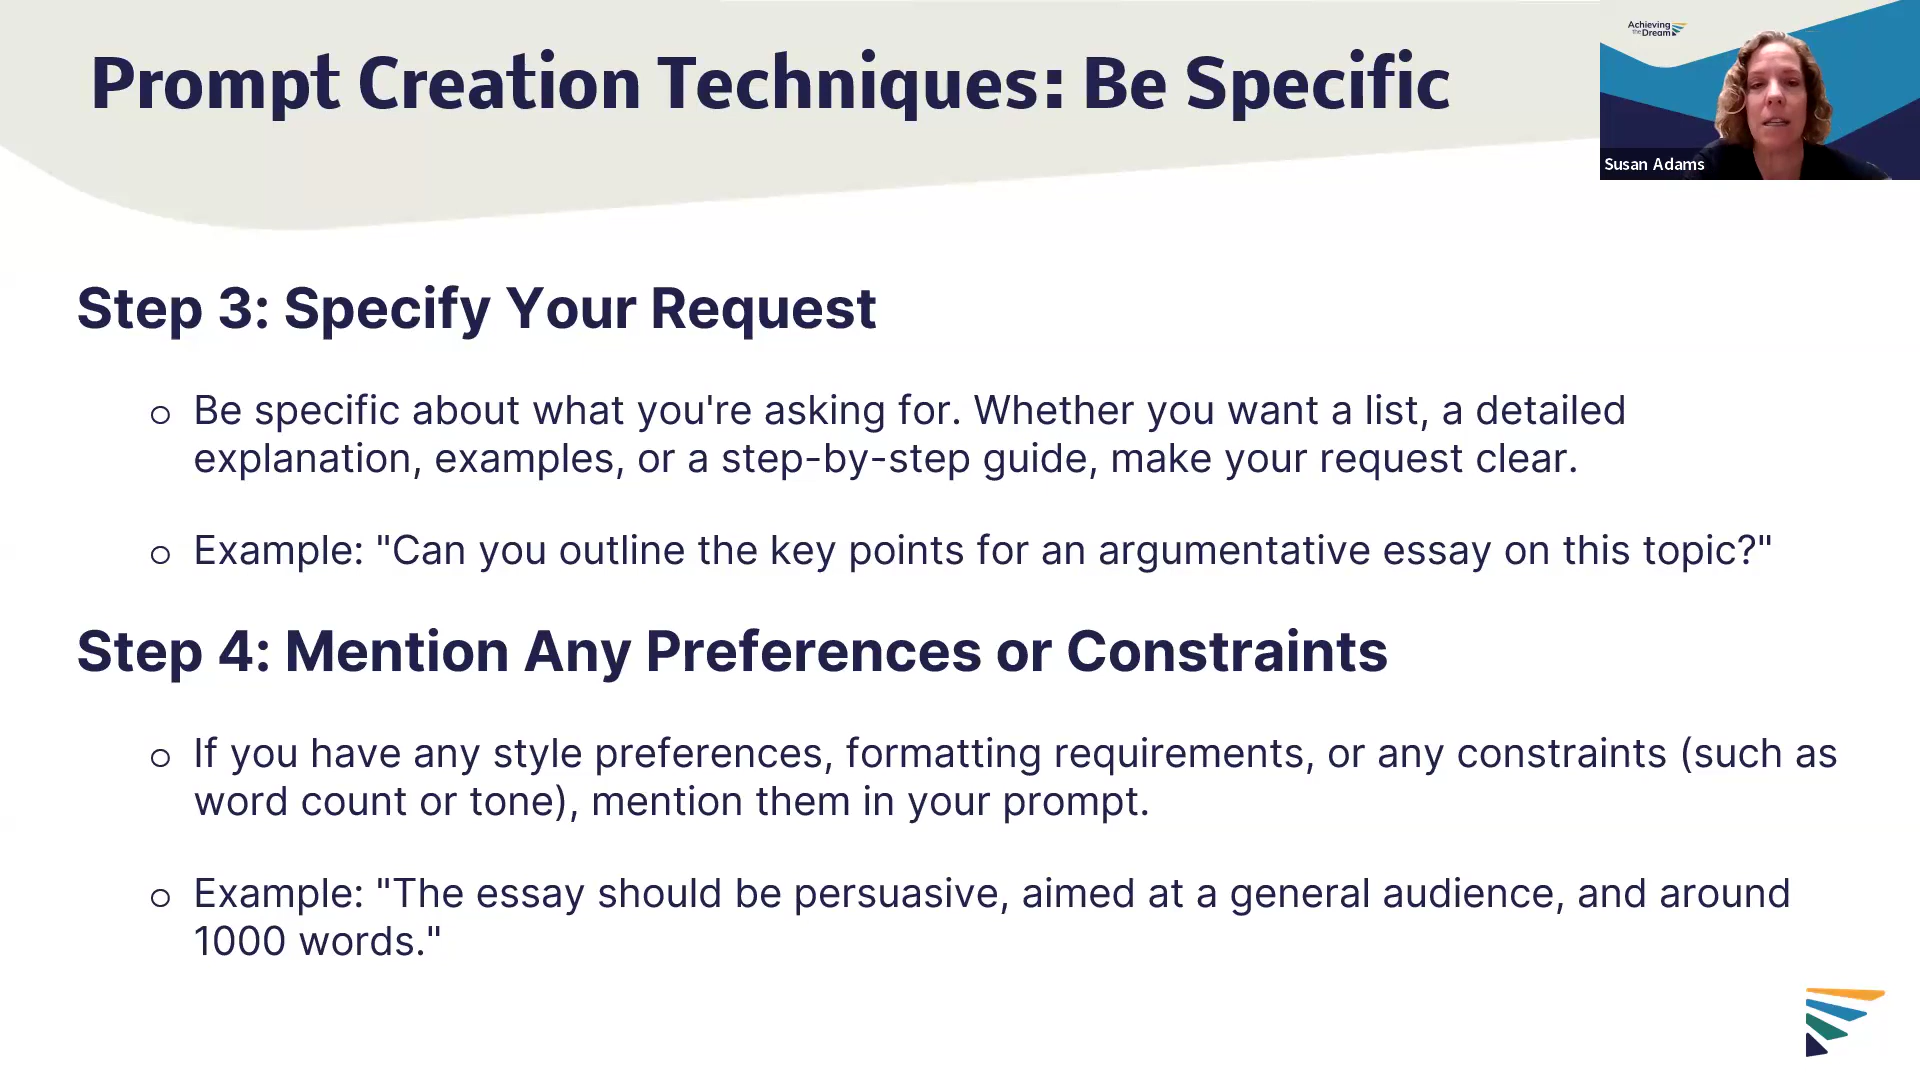 Prompt Creation Techniques: Be Specific
Achieving
the Dream
Susan Adams
Step 3: Specify Your Request
○ Be specific about what you're asking for. Whether you want a list, a detailed
explanation, examples, or a step-by-step guide, make your request clear.
○ Example: "Can you outline the key points for an argumentative essay on this topic?"
Step 4: Mention Any Preferences or Constraints
○ If you have any style preferences, formatting requirements, or any constraints (such as
word count or tone), mention them in your prompt.
○ Example: "The essay should be persuasive, aimed at a general audience, and around
1000 words."